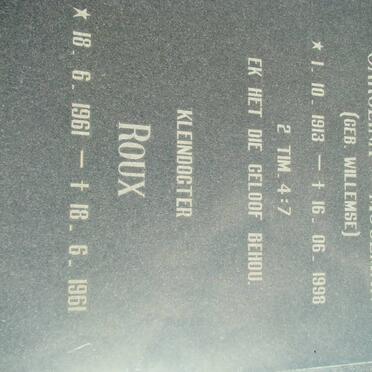 (GEB. WILLEMSE)
★ 1. 10. 1913 — † 16. 06. 1998
2 TIM. 4:7
EK HET DIE GELOOF BEHOU.
KLEINDOGTER
ROUX
★ 18. 6. 1961 — † 18. 6. 1961